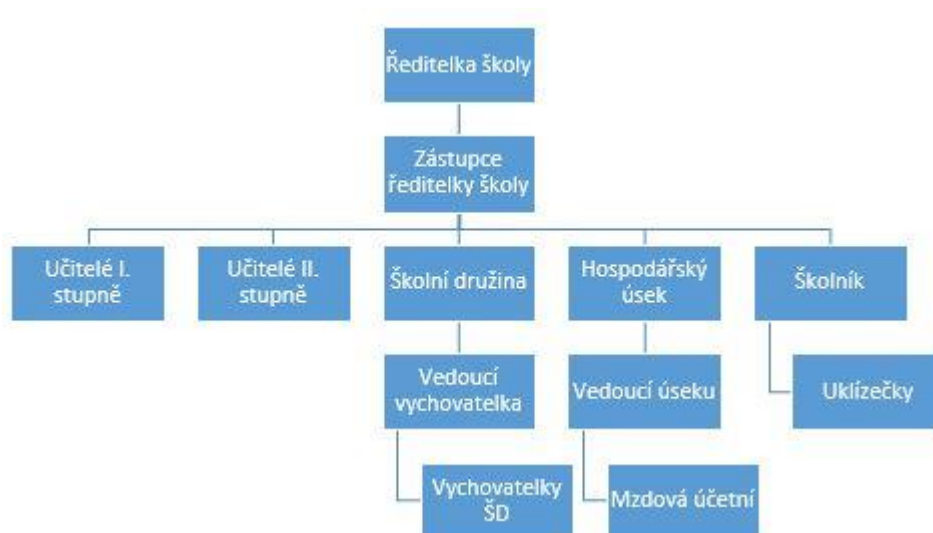 Ředitelka školy
Zástupce
ředitelky školy
Učitelé I.
stupně
Učitelé II.
stupně
Školní družina
Hospodářský
úsek
Školník
Vedoucí
vychovatelka
Vedoucí úseku
Uklízečky
Vychovatelky
ŠD
Mzdová účetní